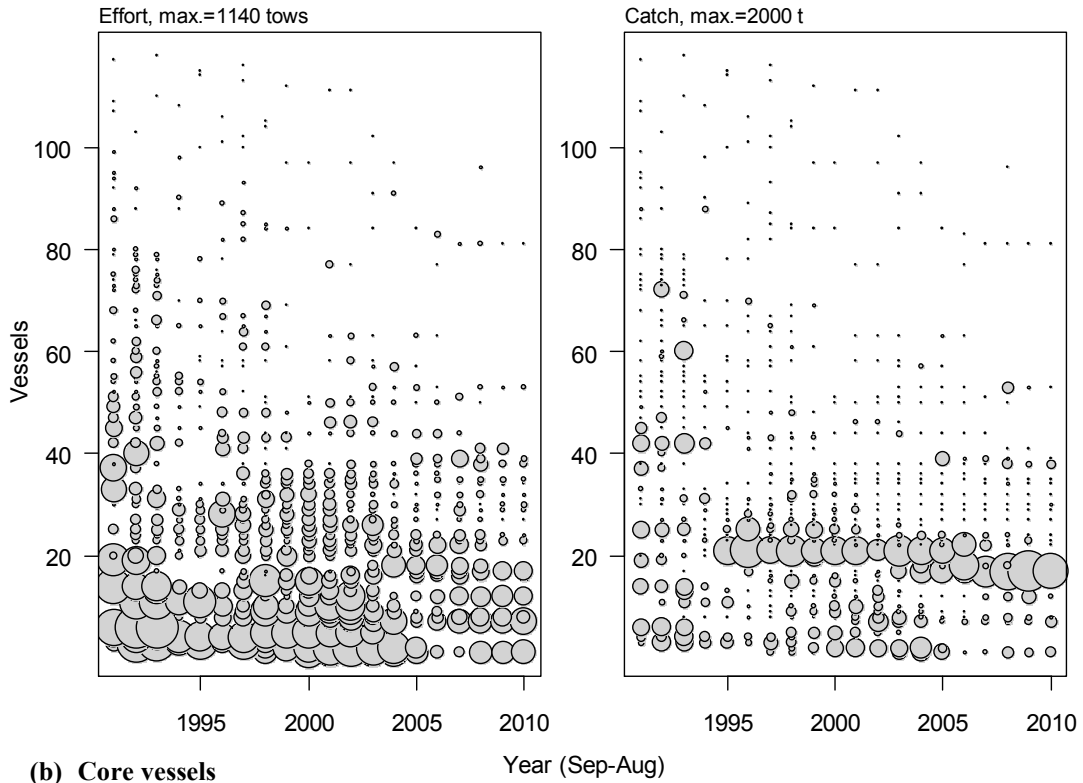 Effort, max.=1140 tows
Catch, max.=2000 t
Vessels
100
80
60
40
20
1995 2000 2005 2010
1995 2000 2005 2010
100
80
60
40
20
Year (Sep-Aug)
(b) Core vessels